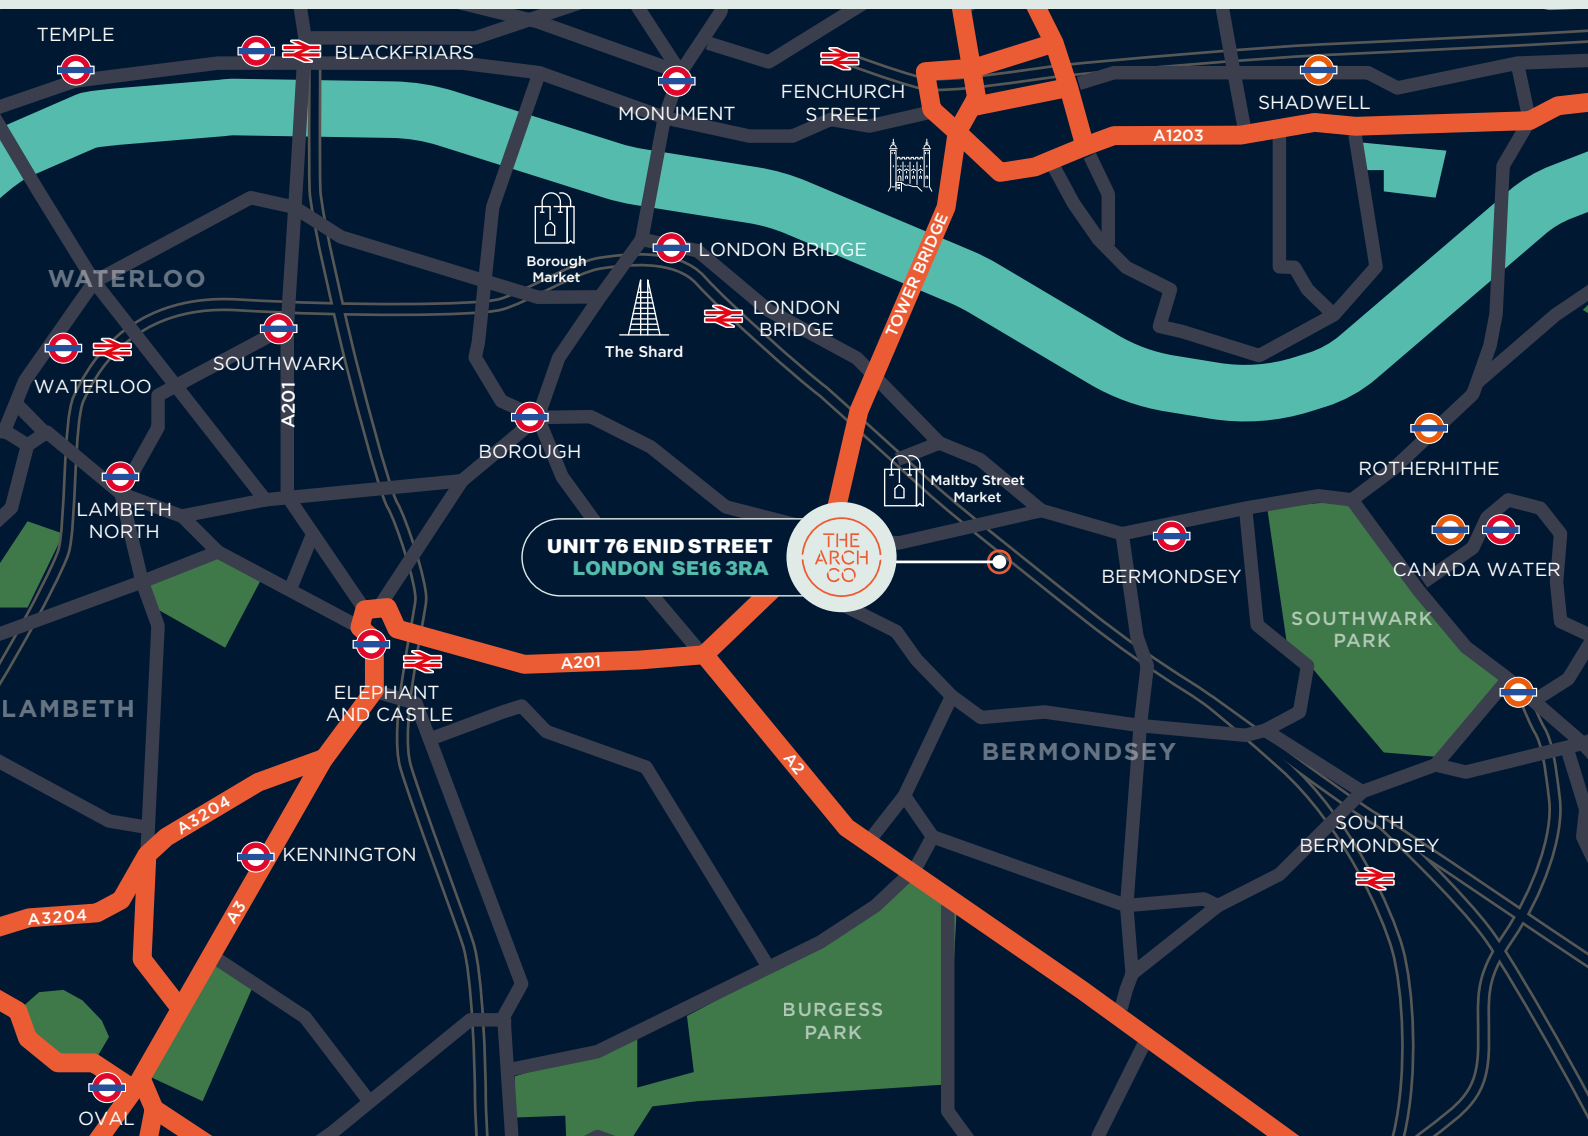 TEMPLE
BLACKFRIARS
MONUMENT
FENCHURCH
STREET
SHADWELL
A1203
TOWER BRIDGE
Borough
Market
LONDON BRIDGE
WATERLOO
LONDON
BRIDGE
The Shard
SOUTHWARK
WATERLOO
A201
BOROUGH
ROTHERHITHE
Maltby Street
Market
LAMBETH
NORTH
UNIT 76 ENID STREET
LONDON SE16 3RA
THE
ARCH
CO
BERMONDSEY
CANADA WATER
SOUTHWARK
PARK
A201
ELEPHANT
AND CASTLE
LAMBETH
BERMONDSEY
A2
A3204
SOUTH
BERMONDSEY
KENNINGTON
A3204
A3
BURGESS
PARK
OVAL